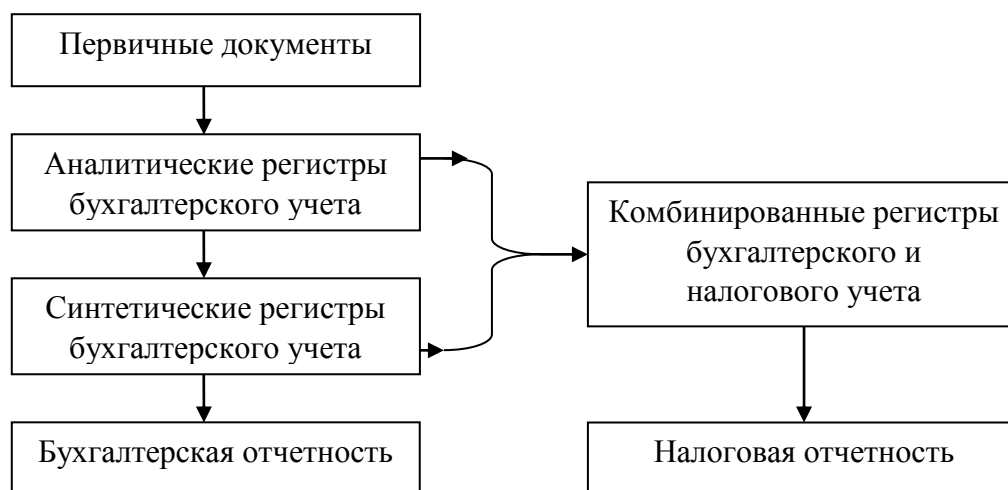 Первичные документы
Аналитические регистры
бухгалтерского учета
Синтетические регистры
бухгалтерского учета
Бухгалтерская отчетность
Комбинированные регистры
бухгалтерского и
налогового учета
Налоговая отчетность